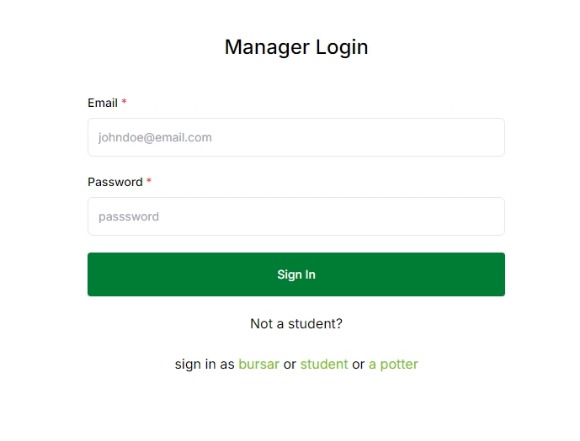 Manager Login
Email *
johndoe@email.com
Password *
passsword
Sign In
Not a student?
sign in as bursar or student or a potter